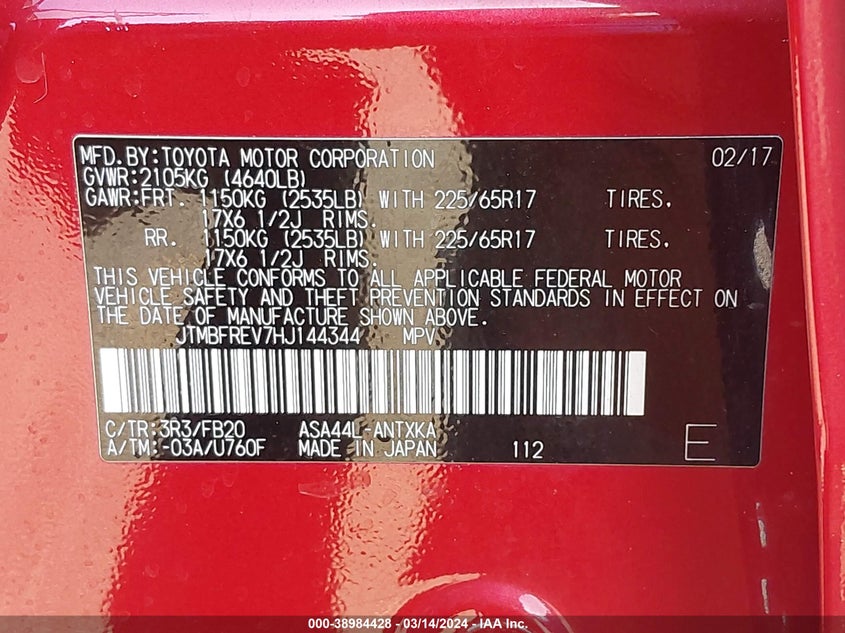 MFD.BY:TOYOTA MOTOR CORPORATION 02/17
GVWR:2105KG (4640LB)
GAWR:FRT. 1150KG (2535LB) WITH 225/65R17 TIRES.
17X6 1/2J RIMS.
RR. 1150KG (2535LB) WITH 225/65R17 TIRES.
17X6 1/2J RIMS.
THIS VEHICLE CONFORMS TO ALL APPLICABLE FEDERAL MOTOR
VEHICLE SAFETY AND THEFT PREVENTION STANDARDS IN EFFECT ON
THE DATE OF MANUFACTURE SHOWN ABOVE.
JTMBFREV7HJ144344 MPV
C/TR:3R3/FB20 ASA44L-ANTXKA
A/TM:-03A/U760F MADE IN JAPAN 112 E
000-38984428 - 03/14/2024 - IAA Inc.